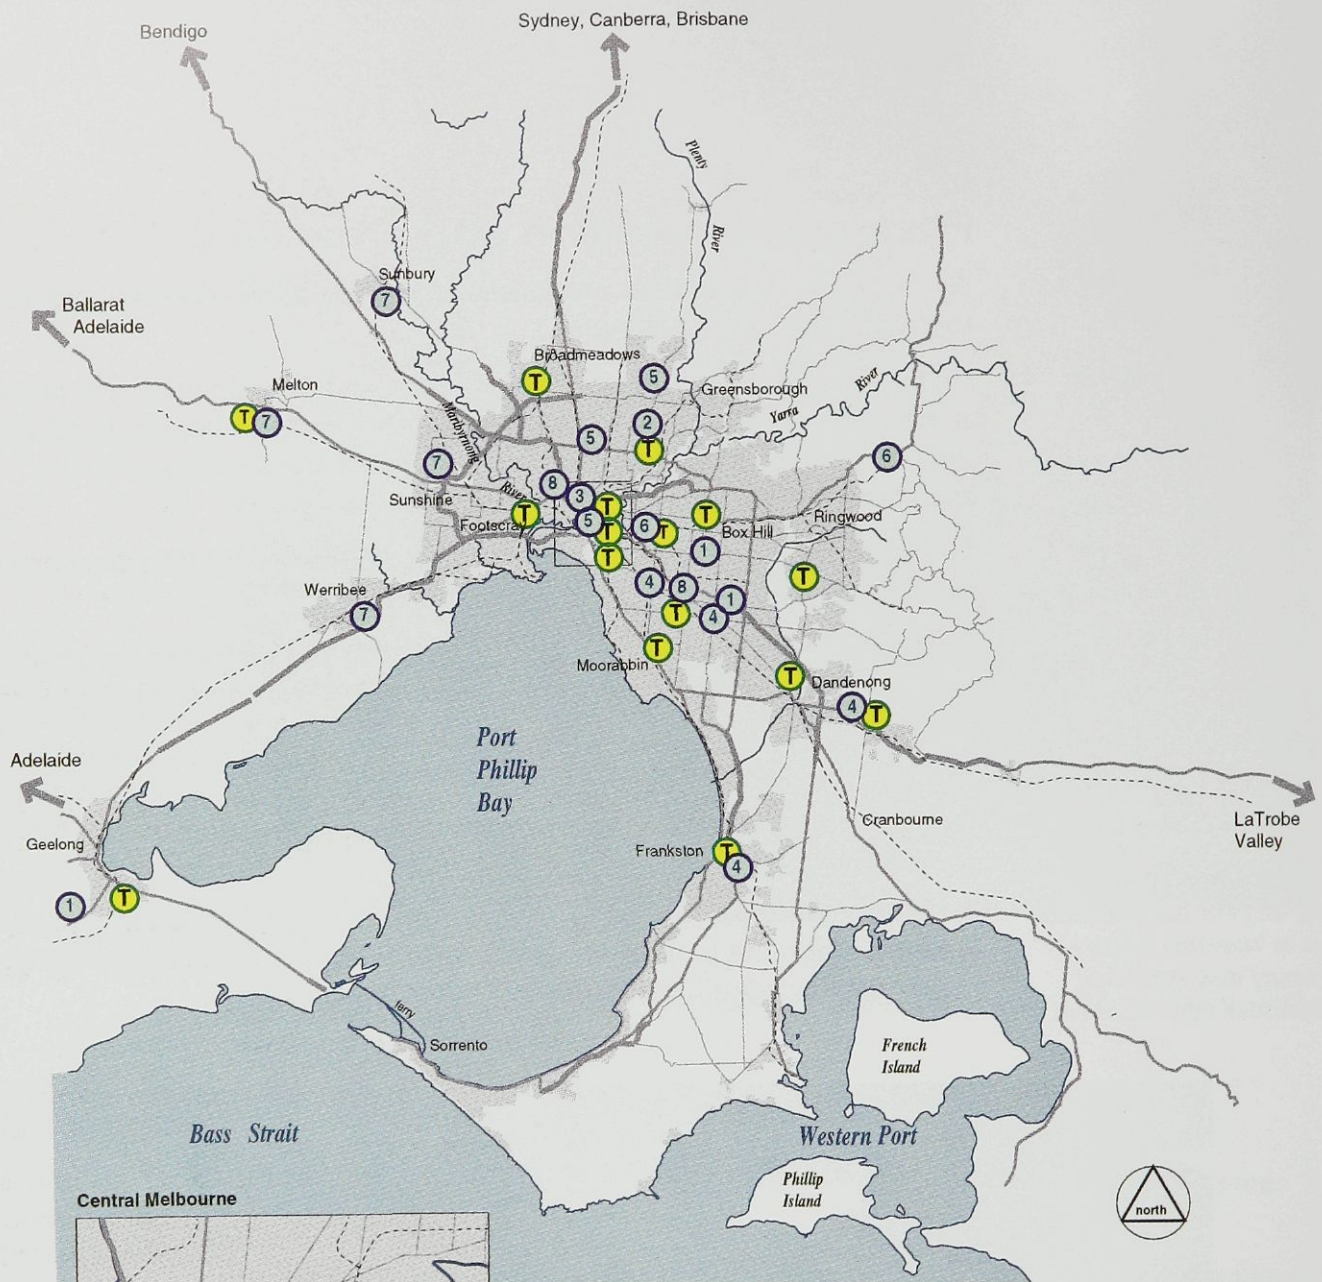 Sydney, Canberra, Brisbane
Bendigo
Plenty
River
Sunbury
7
Ballarat
Adelaide
Broadmeadows
T
5
Melton
Greensborough
River
Yarra
T
7
2
Maribyrnong
5
T
6
7
8
3
River
Sunshine
T
T
T
Ringwood
5
6
T
Footscray
T
Box Hill
1
T
4
8
T
Werribee
1
7
T
4
T
Moorabbin
T
Dandenong
4
T
Port
Phillip
Bay
Adelaide
LaTrobe
Valley
Cranbourne
Geelong
Frankston
T
4
T
1
ferry
Sorrento
French
Island
Bass Strait
Western Port
Phillip
Island
Central Melbourne
north